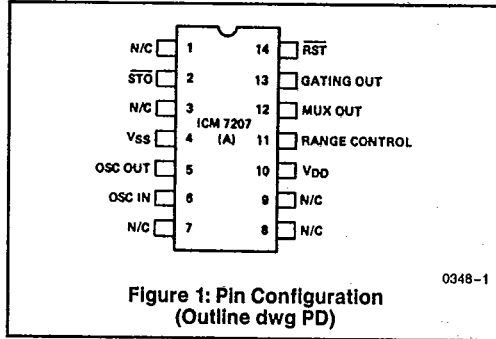 N/C 1 14 RST
STO 2 13 GATING OUT
N/C 3 12 MUX OUT
ICM 7207
VSS 4 (A) 11 RANGE CONTROL
OSC OUT 5 10 VDD
OSC IN 6 9 N/C
N/C 7 8 N/C
0348-1
Figure 1: Pin Configuration
(Outline dwg PD)